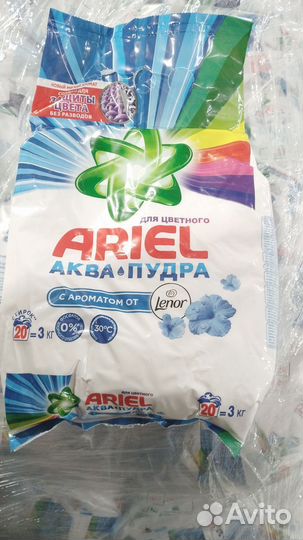 НОВЫЙ
ЗАЩИТЫ
ЦВЕТА
БЕЗ РАЗВОДОВ
ДЛЯ ЦВЕТНОГО
ARIEL
АКВА ПУДРА
С АРОМАТОМ ОТ
Lenor
20=3 КГ
0%
30°C
ДЛЯ ЦВЕТНОГО
ARIEL
АКВА ПУДРА
20=3 КГ
Avito